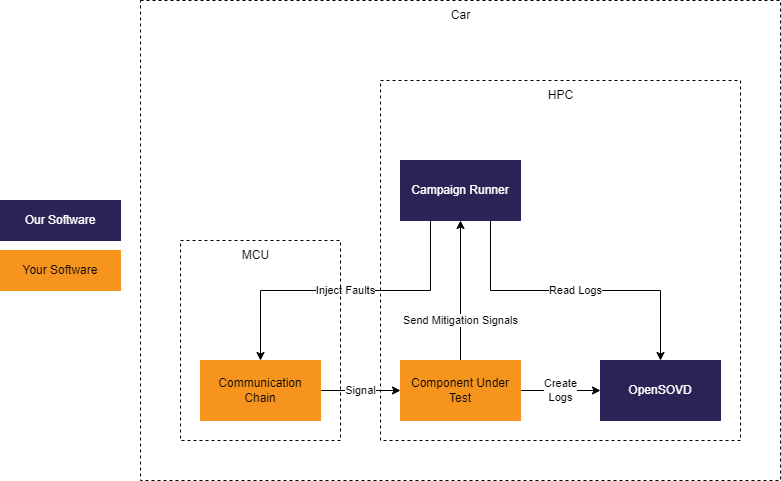 Car
HPC
Campaign Runner
Our Software
Your Software
MCU
Inject Faults
Read Logs
Send Mitigation Signals
Communication
Chain
Signal
Component Under
Test
Create
Logs
OpenSOVD